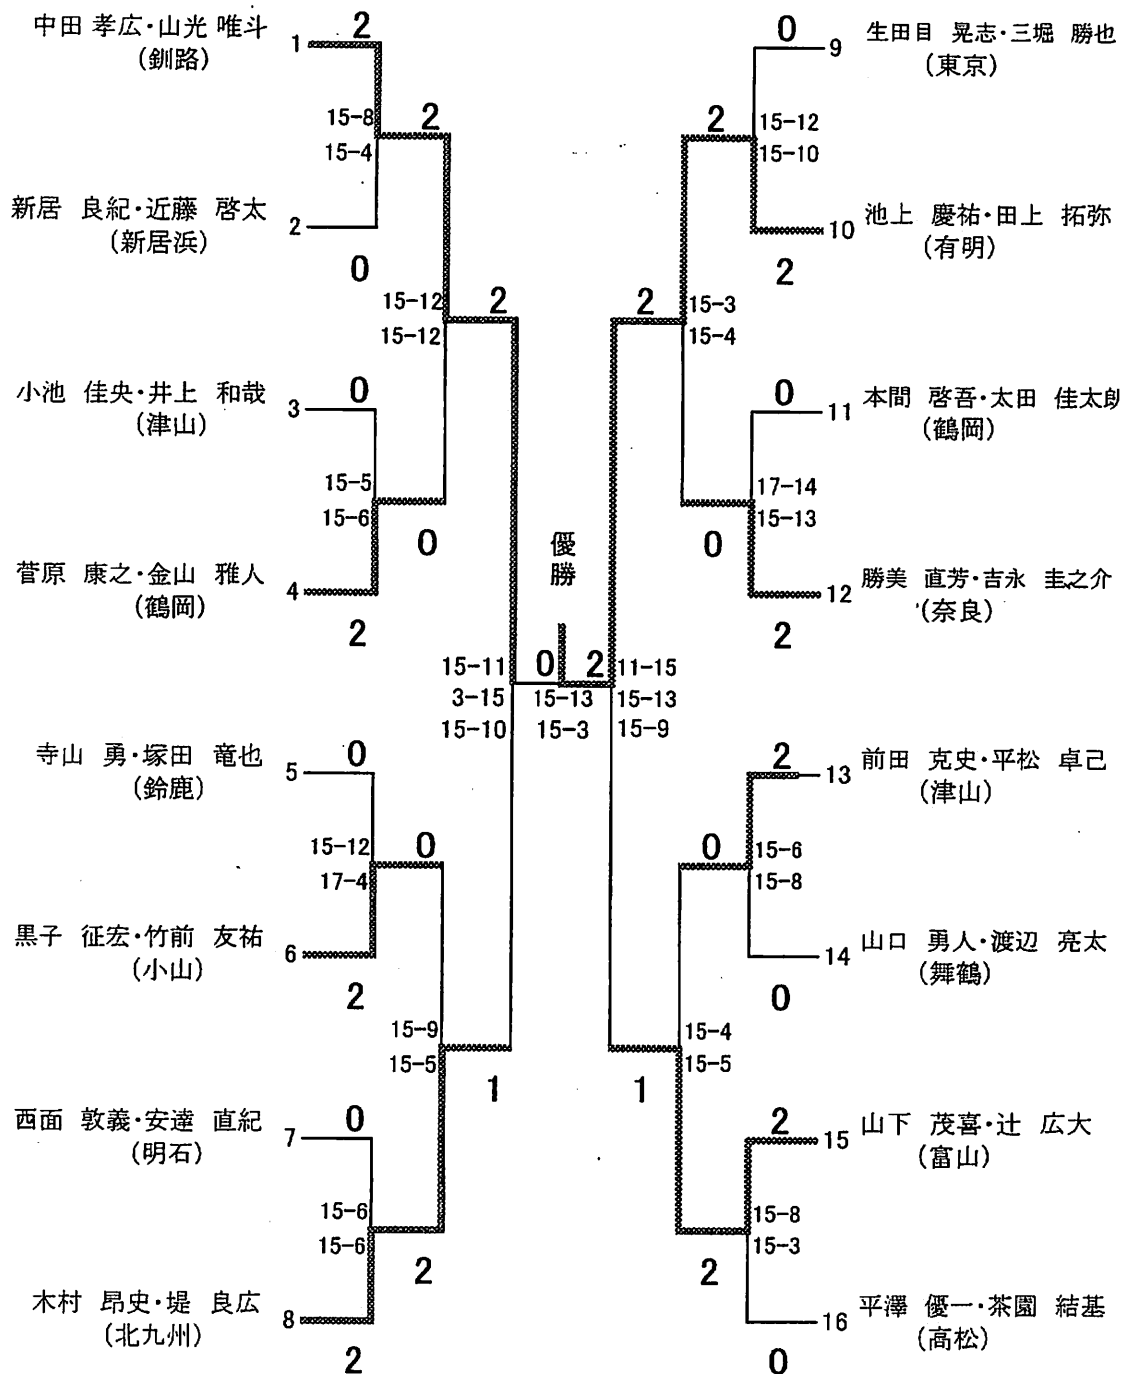 中田 孝広・山光 唯斗
(釧路)
1
2
15-8
15-4
2
新居 良紀・近藤 啓太
(新居浜)
2
0
15-12
15-12
2
小池 佳央・井上 和哉
(津山)
3
0
15-5
15-6
0
菅原 康之・金山 雅人
(鶴岡)
4
2
15-11
3-15
15-10
寺山 勇・塚田 竜也
(鈴鹿)
5
0
15-12
17-4
0
黒子 征宏・竹前 友祐
(小山)
6
2
15-9
15-5
1
西面 敦義・安達 直紀
(明石)
7
0
15-6
15-6
2
木村 昂史・堤 良広
(北九州)
8
2
優勝
0 2
15-13
15-3
0
9
生田目 晃志・三堀 勝也
(東京)
2
15-12
15-10
10
池上 慶祐・田上 拓弥
(有明)
2
2
15-3
15-4
0
11
本間 啓吾・太田 佳太郎
(鶴岡)
17-14
15-13
0
12
勝美 直芳・吉永 圭之介
(奈良)
2
11-15
15-13
15-9
2
13
前田 克史・平松 卓己
(津山)
0
15-6
15-8
14
山口 勇人・渡辺 亮太
(舞鶴)
0
15-4
15-5
1
2
15
山下 茂喜・辻 広大
(富山)
15-8
15-3
2
16
平澤 優一・茶園 結基
(高松)
0